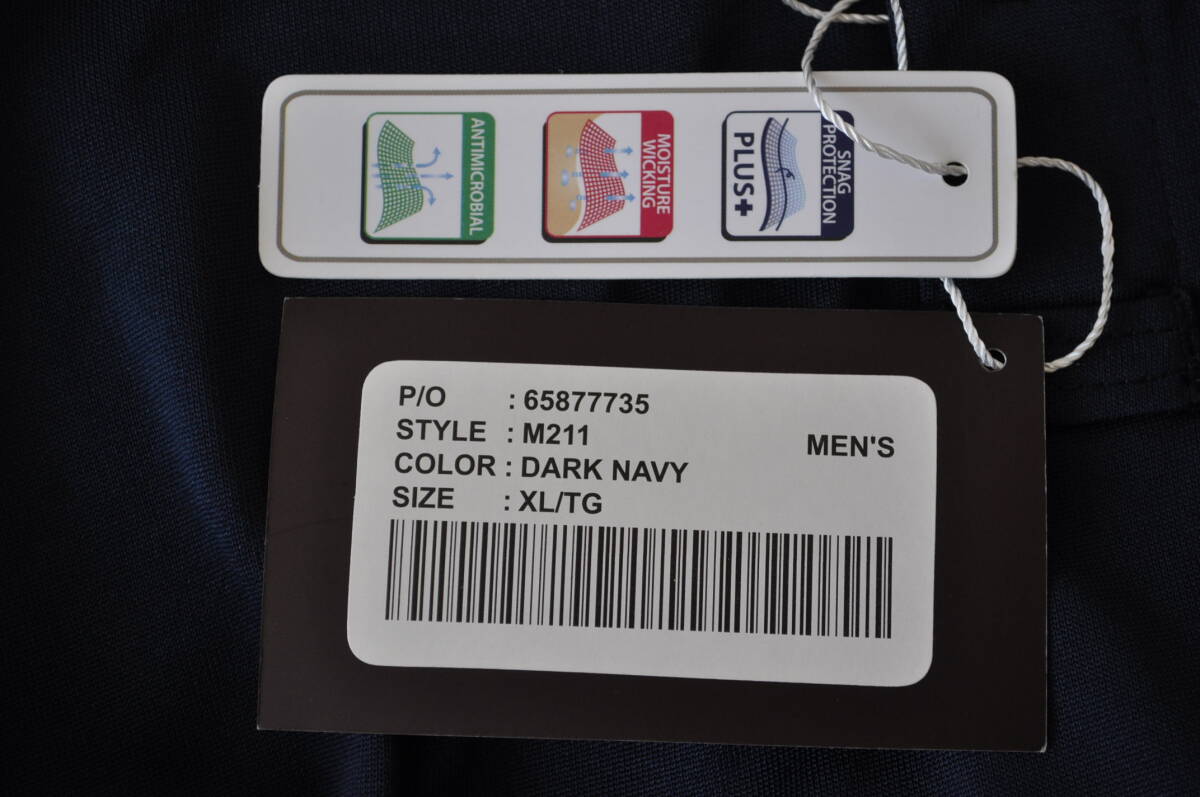 ANTIMICROBIAL
MOISTURE
WICKING
SNAG
PROTECTION
PLUS+
P/O : 65877735
STYLE : M211
MEN'S
COLOR : DARK NAVY
SIZE : XL/TG